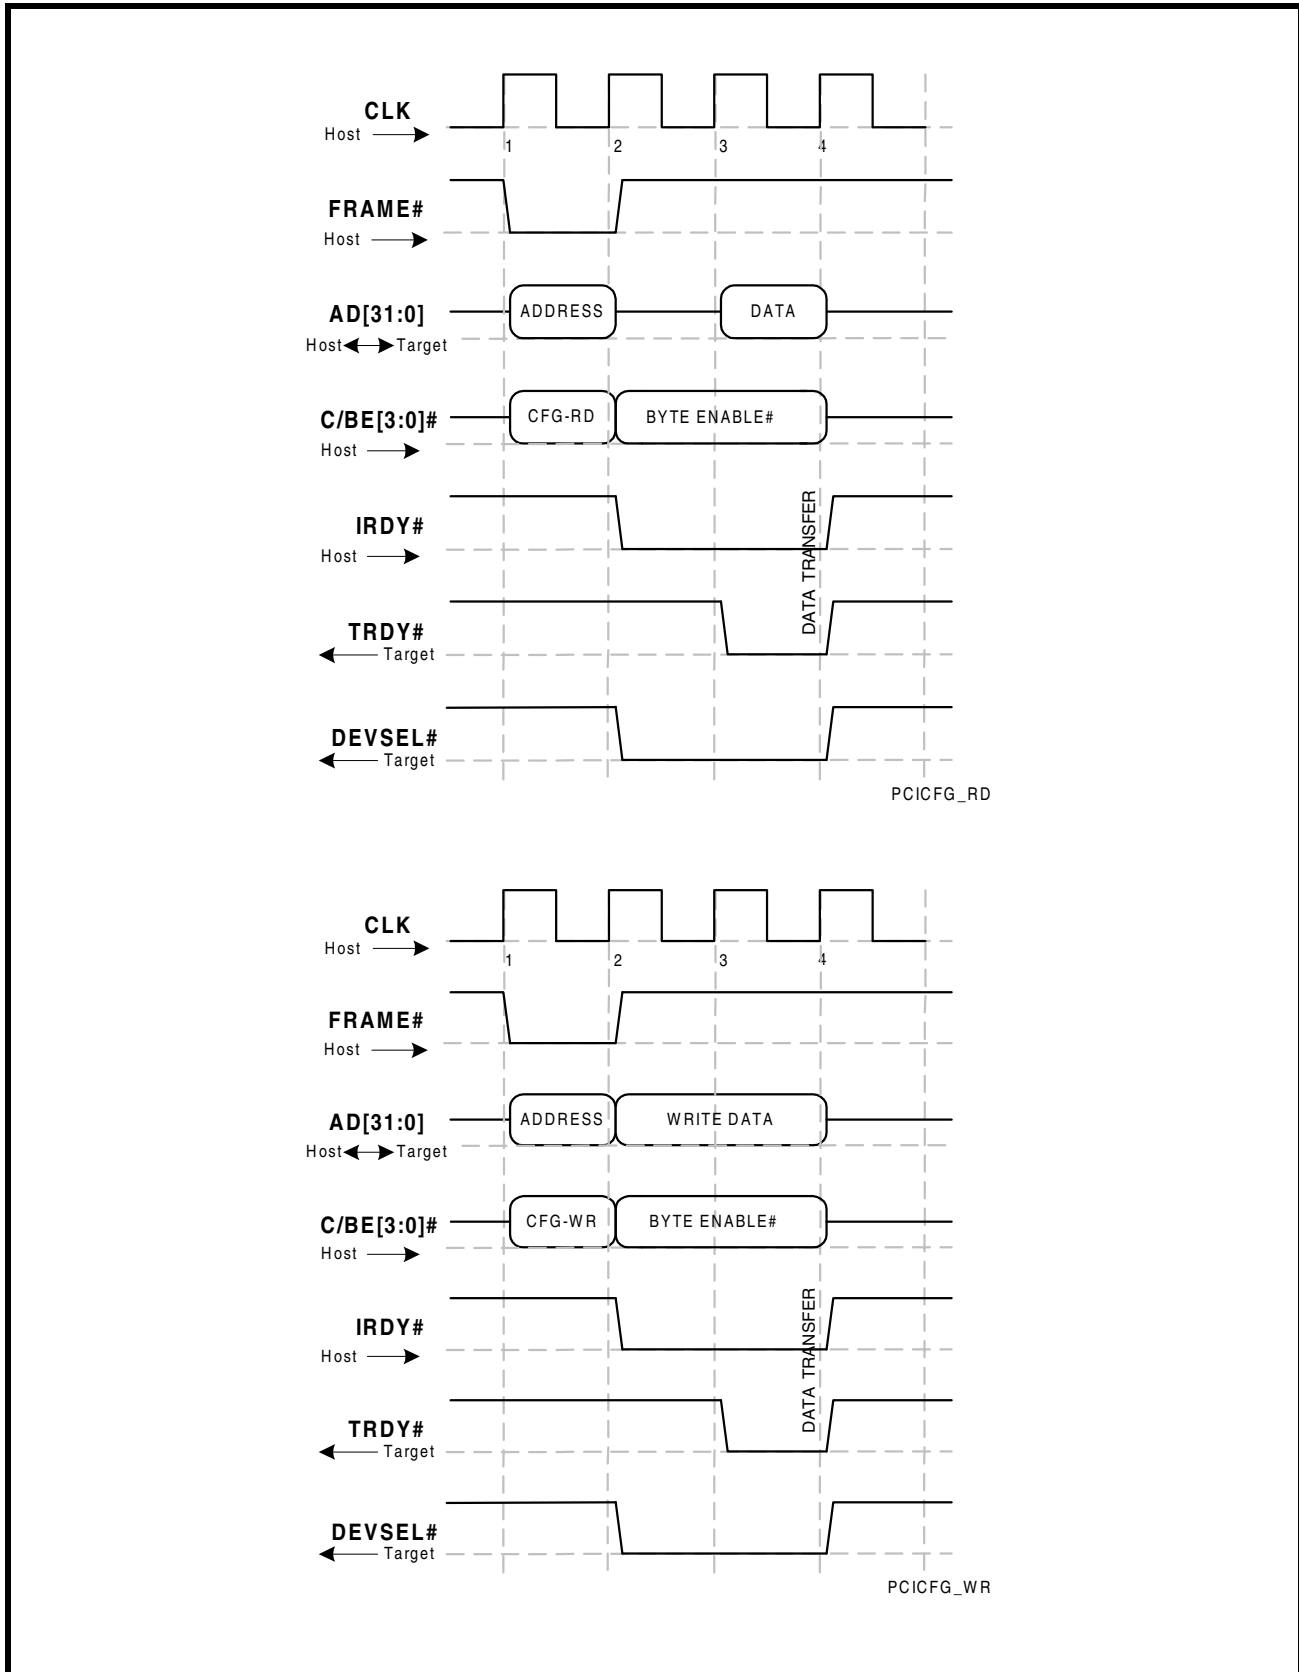 CLK
Host
1 2 3 4
FRAME#
Host
AD[31:0]
Host Target
ADDRESS DATA
C/BE[3:0]#
Host
CFG-RD BYTE ENABLE#
IRDY#
Host
DATA TRANSFER
TRDY#
Target
DEVSEL#
Target
PCICFG_RD
CLK
Host
1 2 3 4
FRAME#
Host
AD[31:0]
Host Target
ADDRESS WRITE DATA
C/BE[3:0]#
Host
CFG-WR BYTE ENABLE#
IRDY#
Host
DATA TRANSFER
TRDY#
Target
DEVSEL#
Target
PCICFG_WR